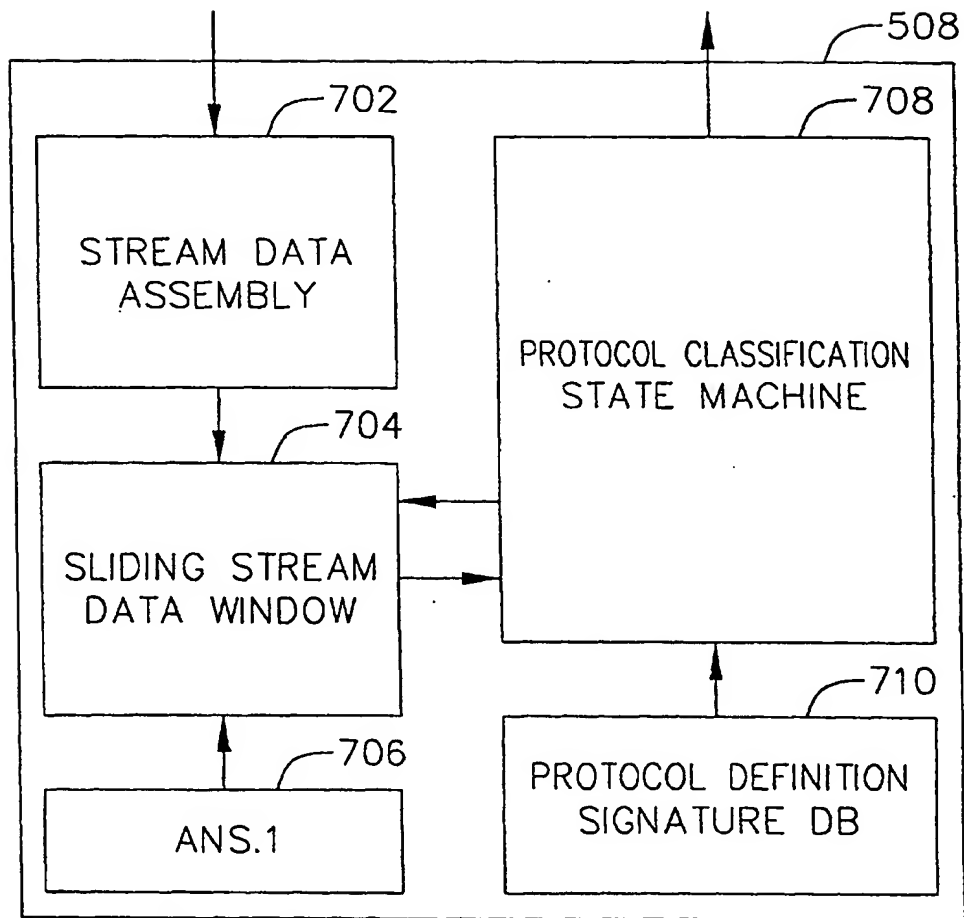 508
702
STREAM DATA
ASSEMBLY
708
PROTOCOL CLASSIFICATION
STATE MACHINE
704
SLIDING STREAM
DATA WINDOW
706
ANS.1
710
PROTOCOL DEFINITION
SIGNATURE DB